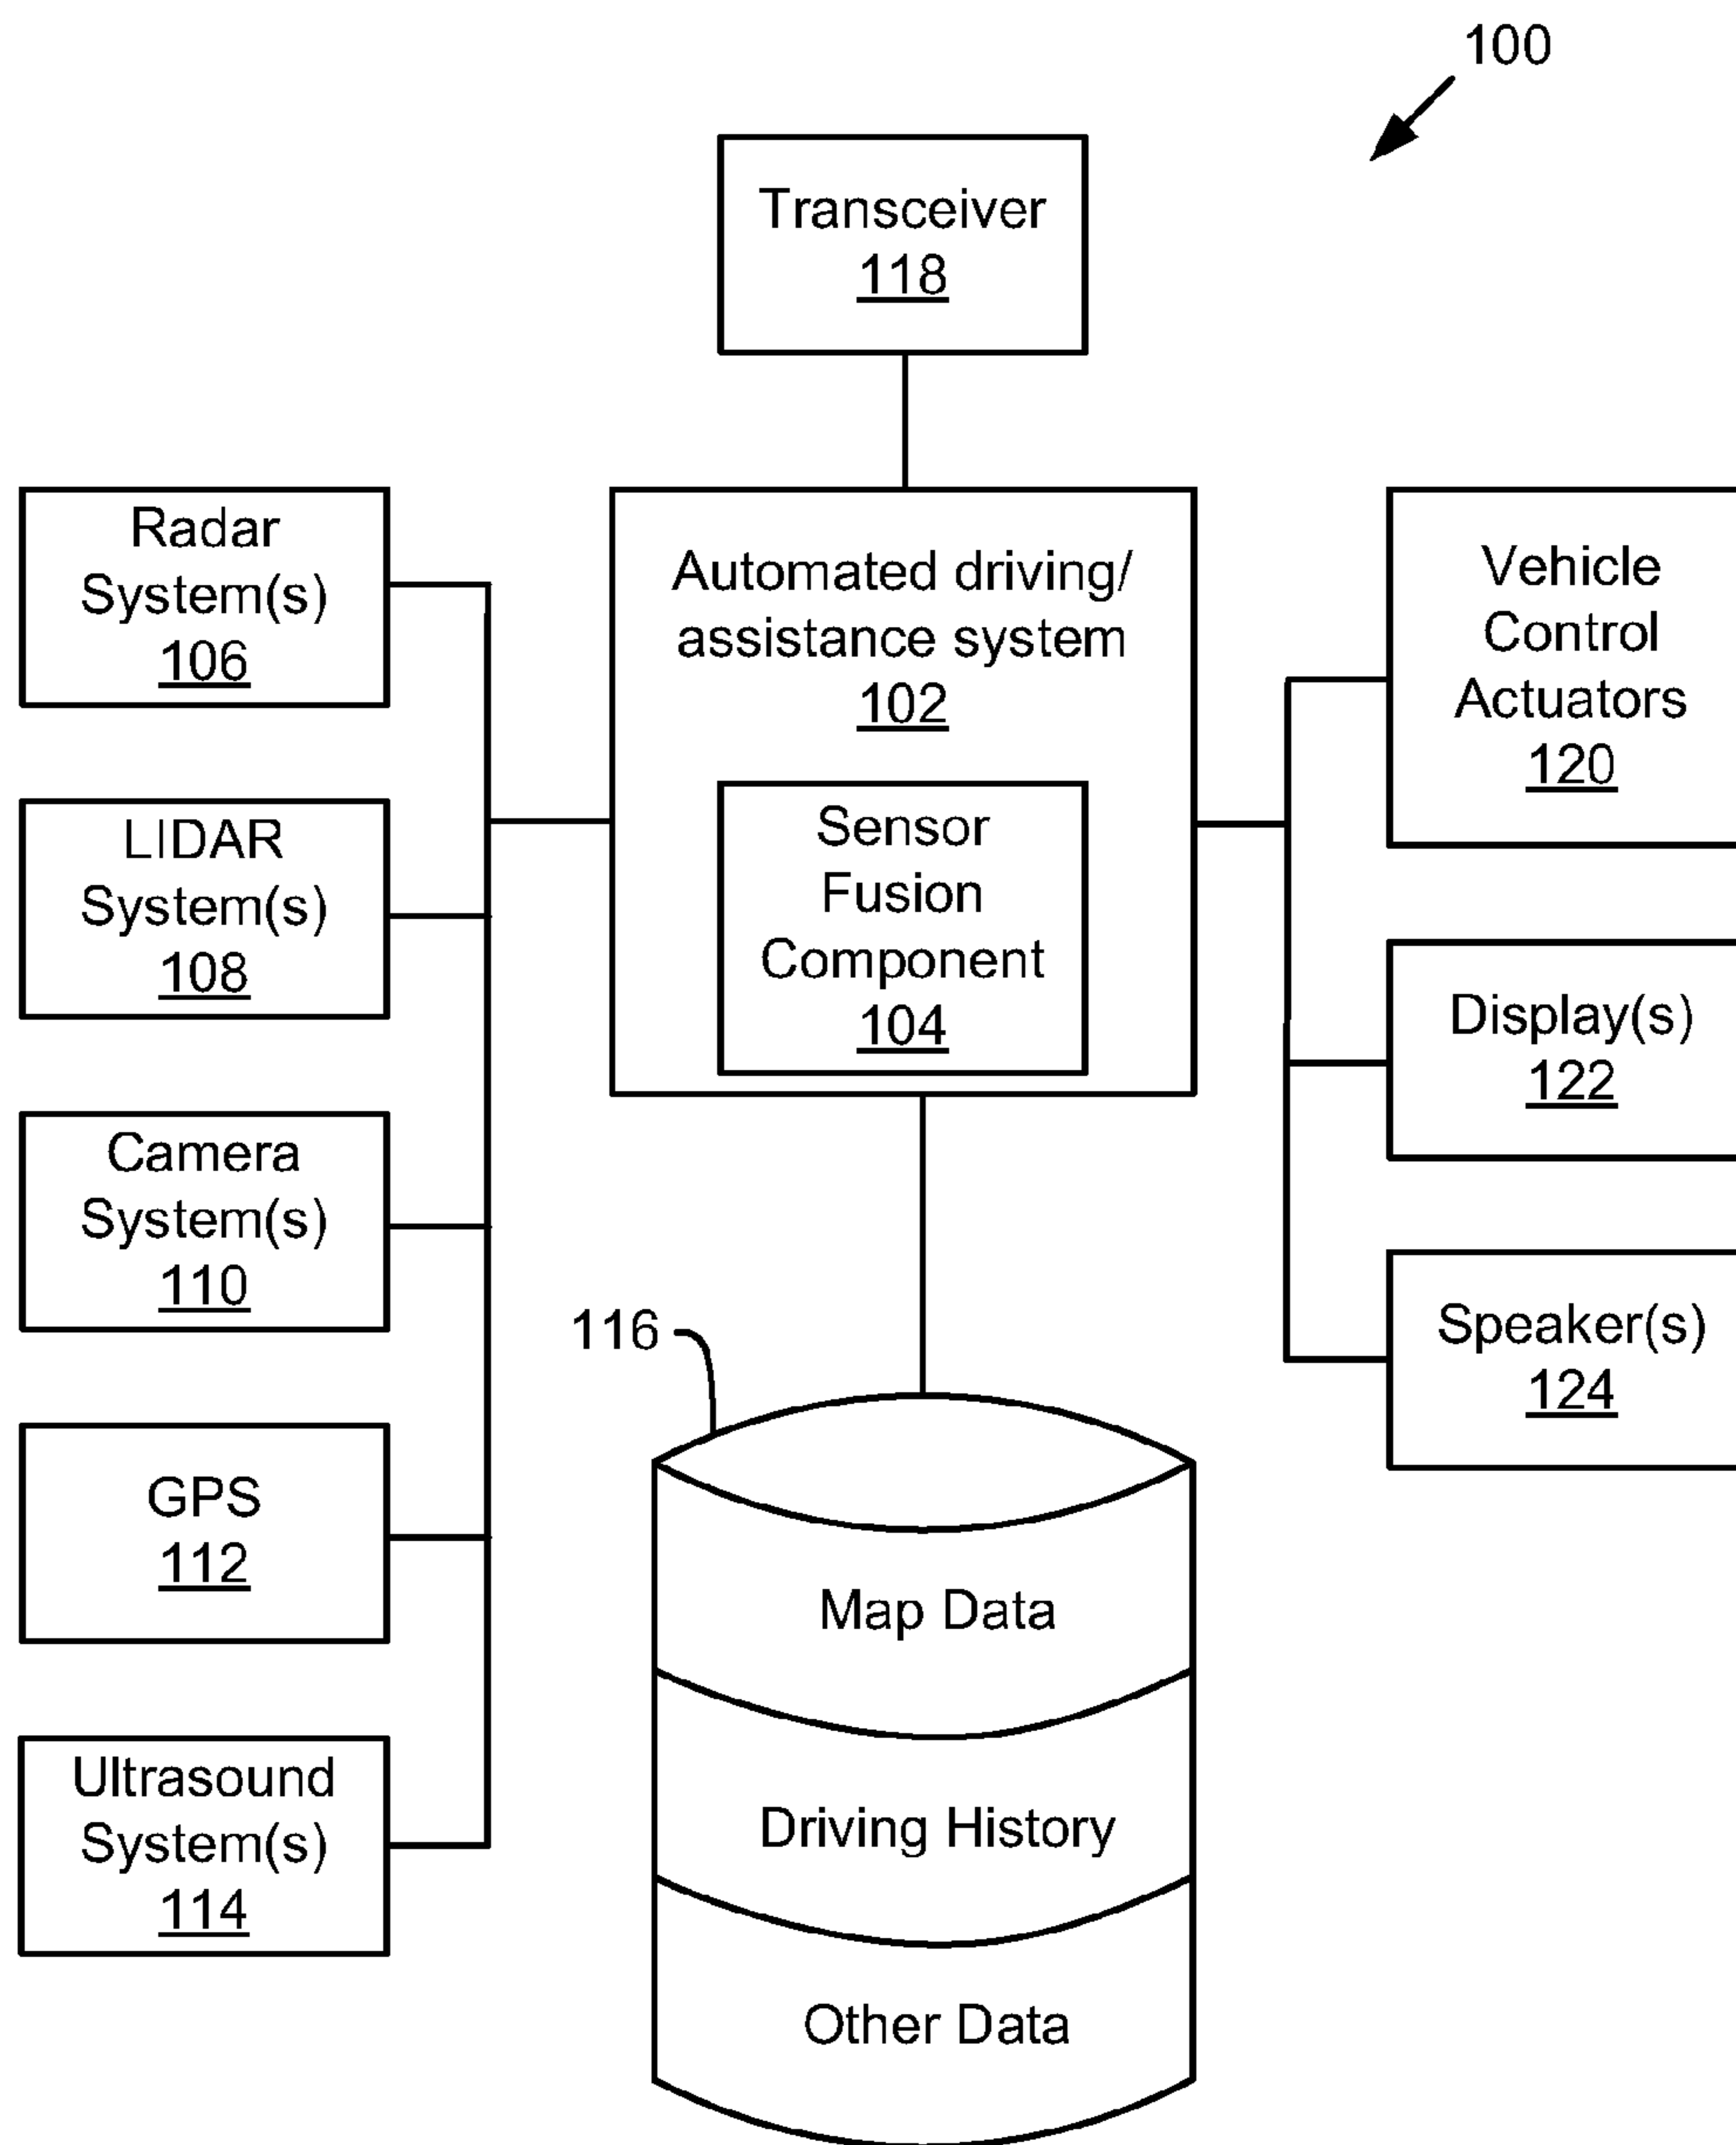 100
Transceiver
118
Radar
System(s)
106
LIDAR
System(s)
108
Camera
System(s)
110
GPS
112
Ultrasound
System(s)
114
Automated driving/
assistance system
102
Sensor
Fusion
Component
104
116
Map Data
Driving History
Other Data
Vehicle
Control
Actuators
120
Display(s)
122
Speaker(s)
124